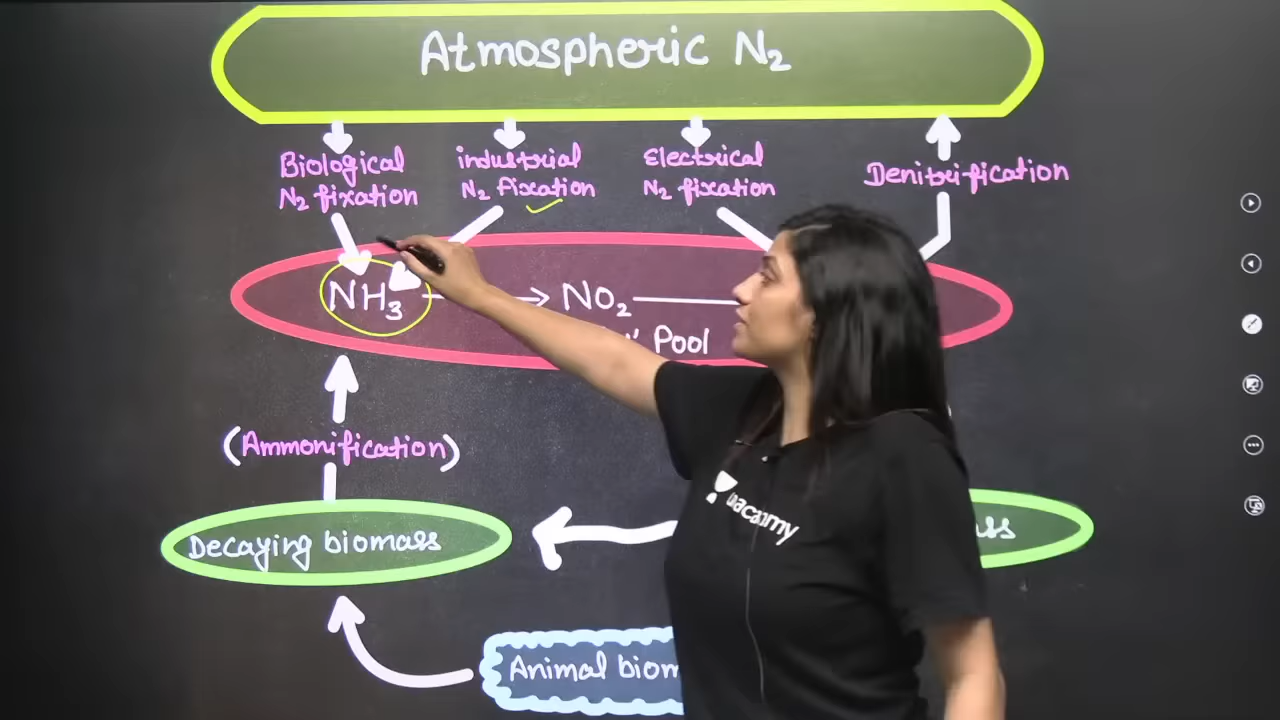 Atmospheric N₂
Biological
N₂ fixation
industrial
N₂ Fixation
Electrical
N₂ fixation
Denitrification
NH₃
NO₂
Pool
(Ammonification)
unacademy
Decaying biomass
Animal